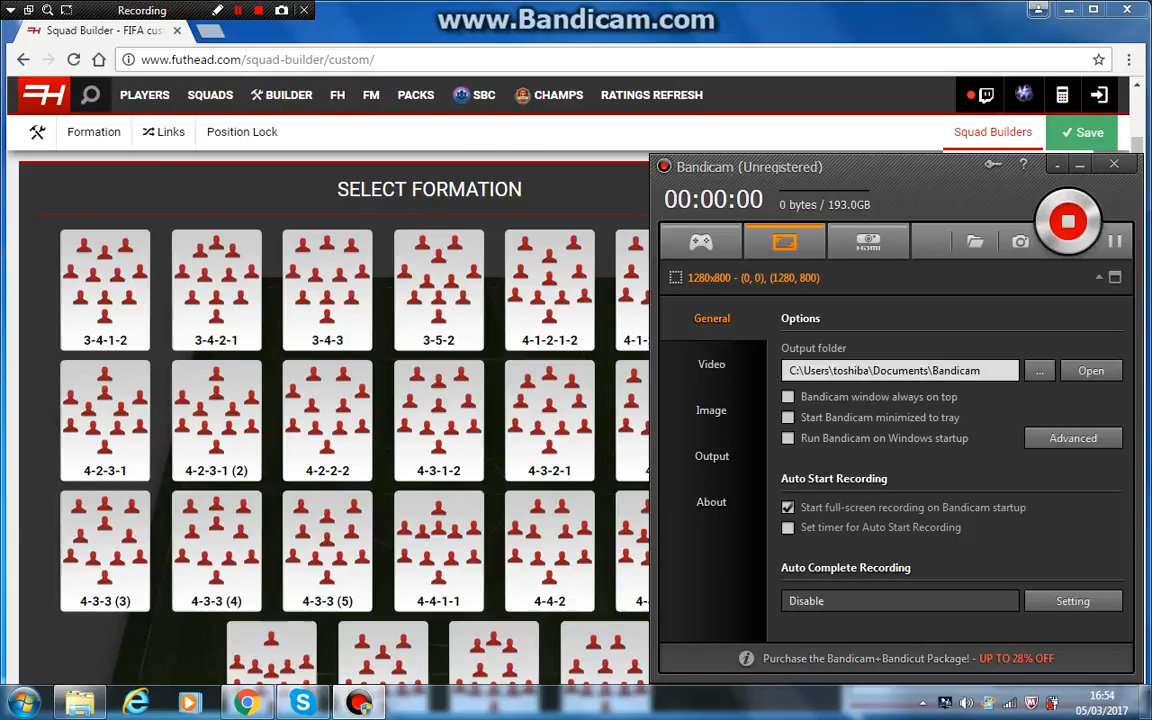 Recording
www.Bandicam.com
Squad Builder - FIFA cus
www.futhead.com/squad-builder/custom/
PLAYERS SQUADS BUILDER FH FM PACKS SBC CHAMPS RATINGS REFRESH
Formation Links Position Lock Squad Builders Save
SELECT FORMATION
3-4-1-2 3-4-2-1 3-4-3 3-5-2 4-1-2-1-2 4-1-
4-2-3-1 4-2-3-1 (2) 4-2-2-2 4-3-1-2 4-3-2-1 4-
4-3-3 (3) 4-3-3 (4) 4-3-3 (5) 4-4-1-1 4-4-2 4-
Bandicam (Unregistered)
00:00:00 0 bytes / 193.0GB
HDMI
1280x800 - (0, 0), (1280, 800)
General
Video
Image
Output
About
Options
Output folder
C:\Users\toshiba\Documents\Bandicam ... Open
Bandicam window always on top
Start Bandicam minimized to tray
Run Bandicam on Windows startup Advanced
Auto Start Recording
Start full-screen recording on Bandicam startup
Set timer for Auto Start Recording
Auto Complete Recording
Disable Setting
Purchase the Bandicam+Bandicut Package! - UP TO 28% OFF
16:54
05/03/2017